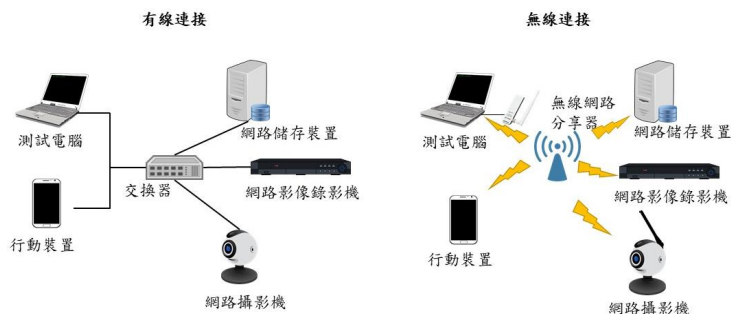 有線連接
測試電腦
行動裝置
交換器
網路儲存裝置
網路影像錄影機
網路攝影機
無線連接
測試電腦
無線網路
分享器
行動裝置
網路儲存裝置
網路影像錄影機
網路攝影機